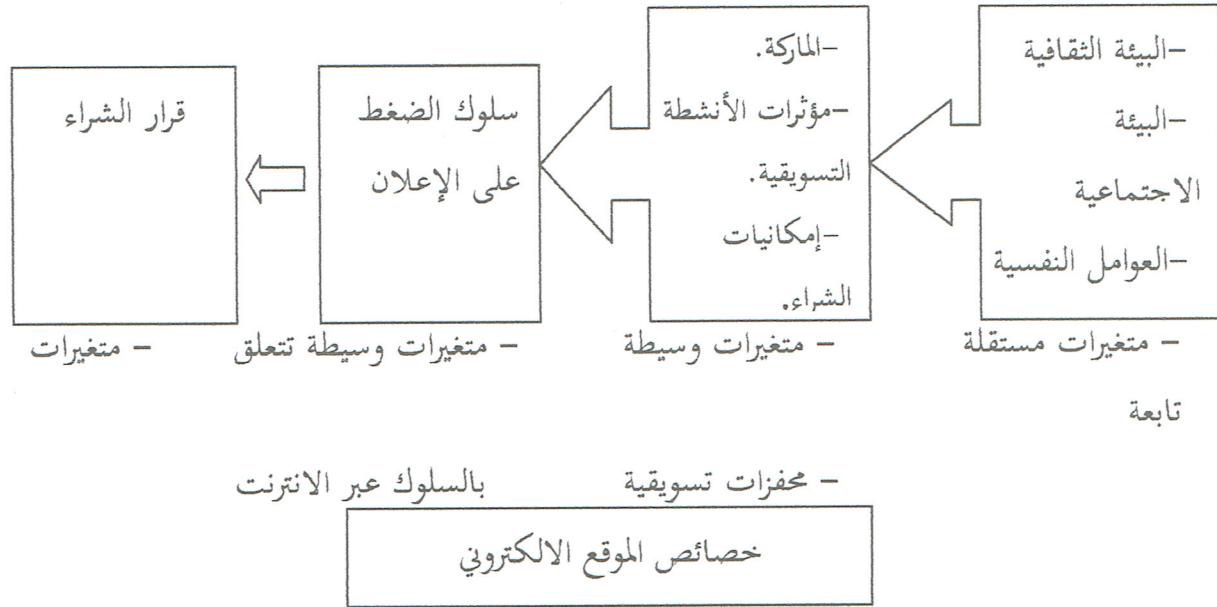 -البيئة الثقافية
-البيئة
الاجتماعية
-العوامل النفسية
-الماركة.
-مؤثرات الأنشطة
التسويقية.
-إمكانيات
الشراء.
سلوك الضغط
على الإعلان
قرار الشراء
- متغيرات مستقلة - متغيرات وسيطة - متغيرات وسيطة تتعلق - متغيرات
تابعة
- محفزات تسويقية بالسلوك عبر الانترنت
خصائص الموقع الالكتروني